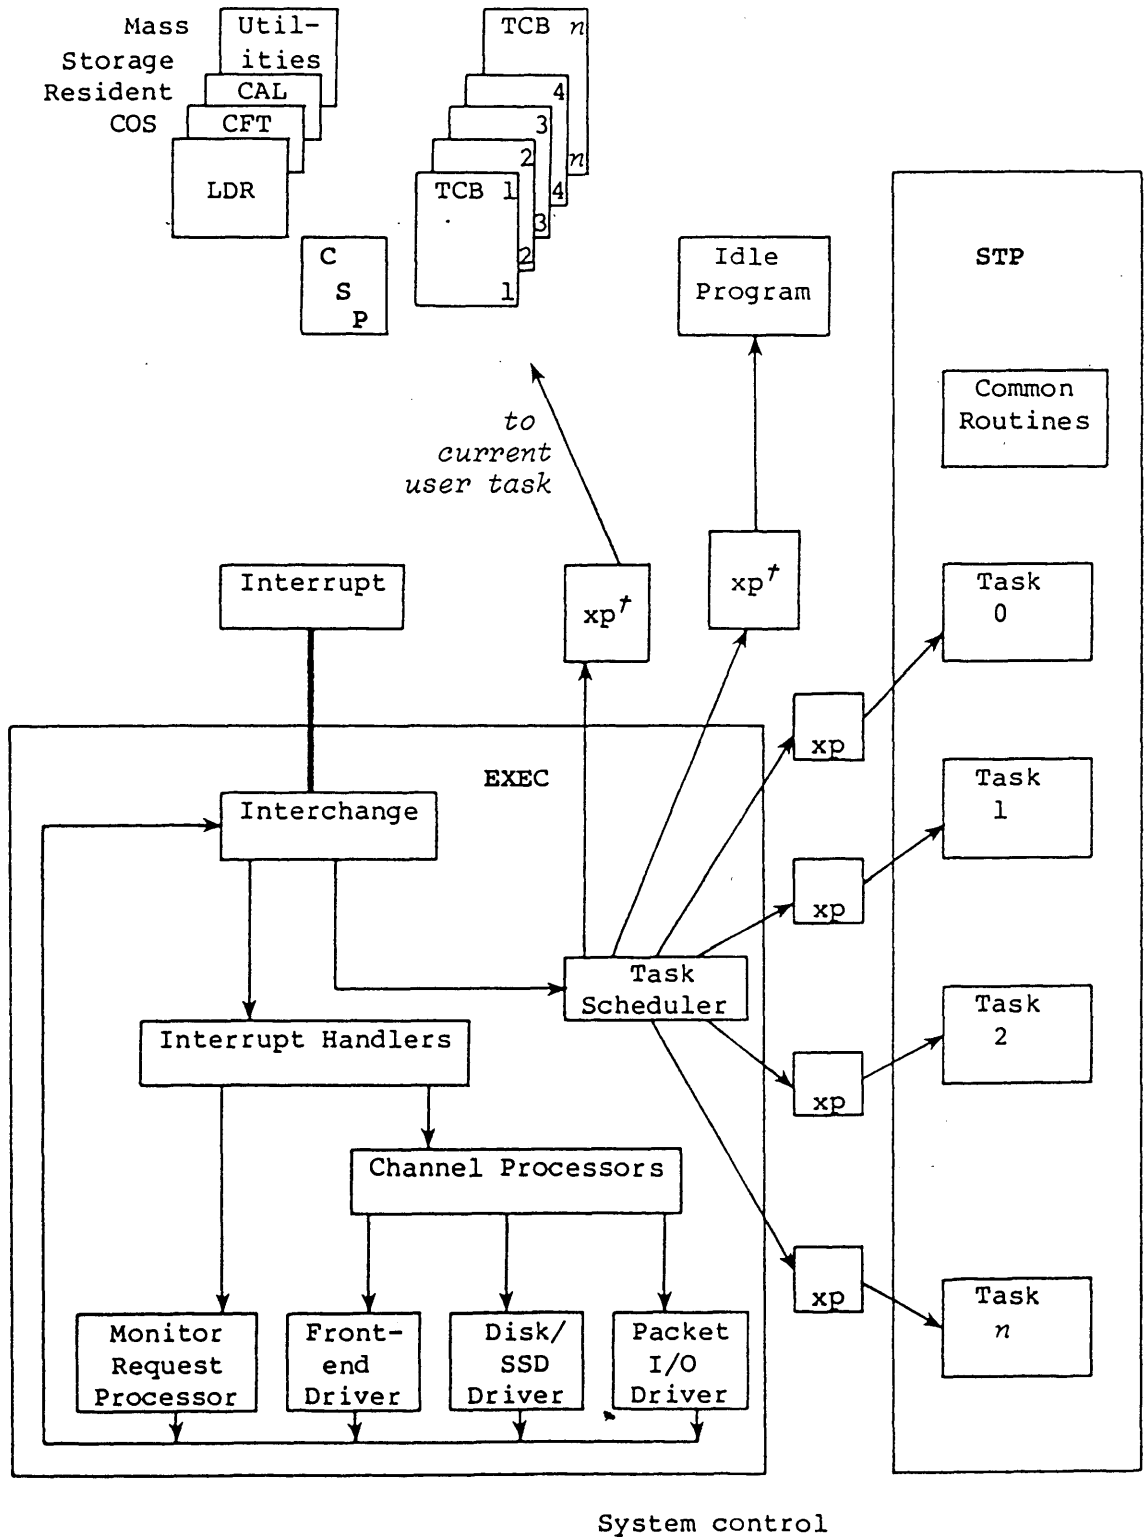 Mass
Storage
Resident
COS
Util-
ities
CAL
CFT
LDR
C
S
P
TCB n
4
3
2
TCB 1
n
4
3
2
1
Idle
Program
STP
Common
Routines
to
current
user task
xp†
xp†
Interrupt
EXEC
Interchange
Task
Scheduler
Interrupt Handlers
Channel Processors
Monitor
Request
Processor
Front-
end
Driver
Disk/
SSD
Driver
Packet
I/O
Driver
xp
xp
xp
xp
Task
0
Task
1
Task
2
Task
n
System control